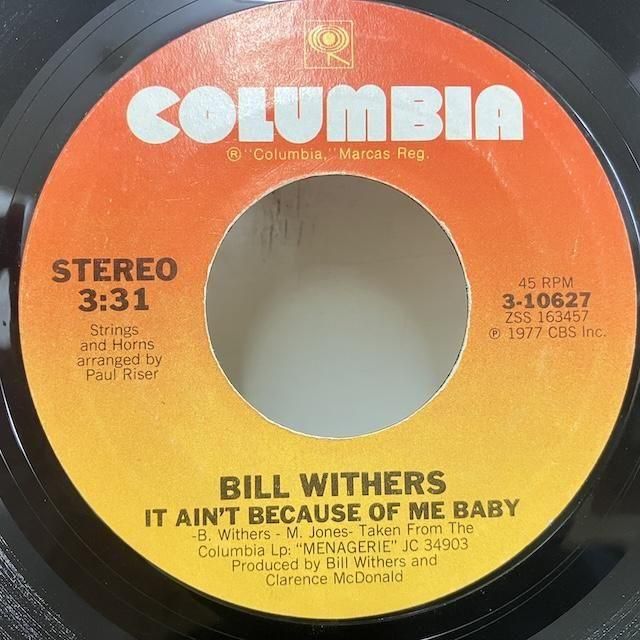 COLUMBIA
® "Columbia," Marcas Reg.
STEREO
3:31
Strings
and Horns
arranged by
Paul Riser
45 RPM
3-10627
ZSS 163457
℗ 1977 CBS Inc.
BILL WITHERS
IT AIN'T BECAUSE OF ME BABY
-B. Withers - M. Jones- Taken From The
Columbia Lp: "MENAGERIE" JC 34903
Produced by Bill Withers and
Clarence McDonald